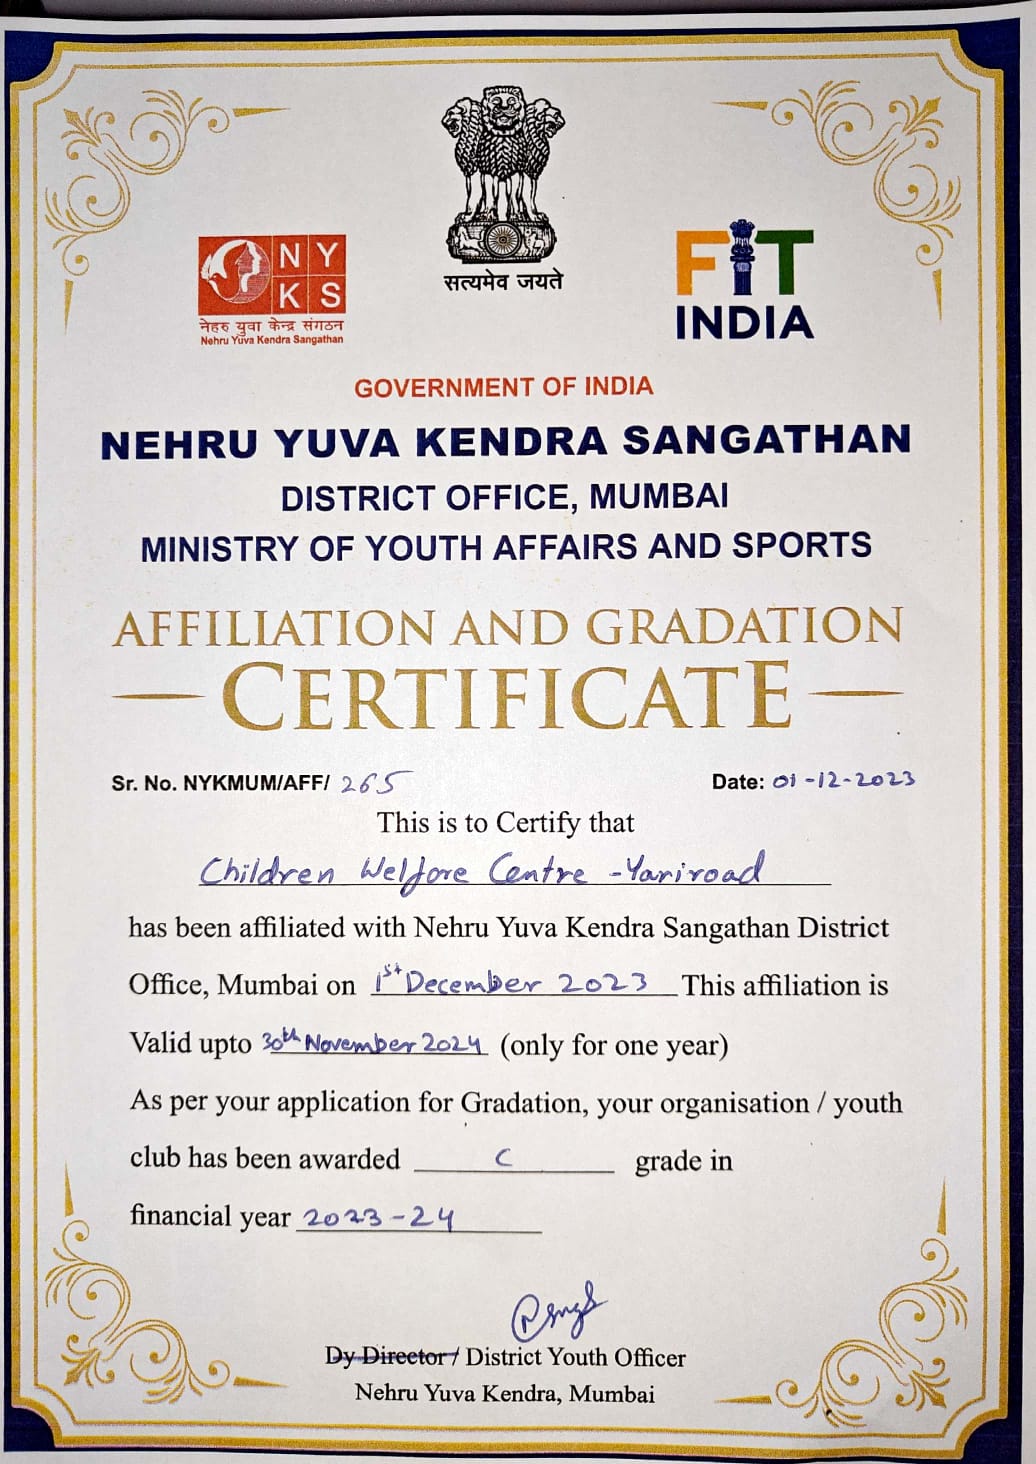 सत्यमेव जयते
N Y
K S
नेहरु युवा केन्द्र संगठन
Nehru Yuva Kendra Sangathan
FIT
INDIA
GOVERNMENT OF INDIA
NEHRU YUVA KENDRA SANGATHAN
DISTRICT OFFICE, MUMBAI
MINISTRY OF YOUTH AFFAIRS AND SPORTS
AFFILIATION AND GRADATION
CERTIFICATE
Sr. No. NYKMUM/AFF/ 265 Date: 01-12-2023
This is to Certify that
Children Welfare Centre - Yariroad
has been affiliated with Nehru Yuva Kendra Sangathan District
Office, Mumbai on 1st December 2023 This affiliation is
Valid upto 30th November 2024 (only for one year)
As per your application for Gradation, your organisation / youth
club has been awarded C grade in
financial year 2023-24
Dy Director / District Youth Officer
Nehru Yuva Kendra, Mumbai